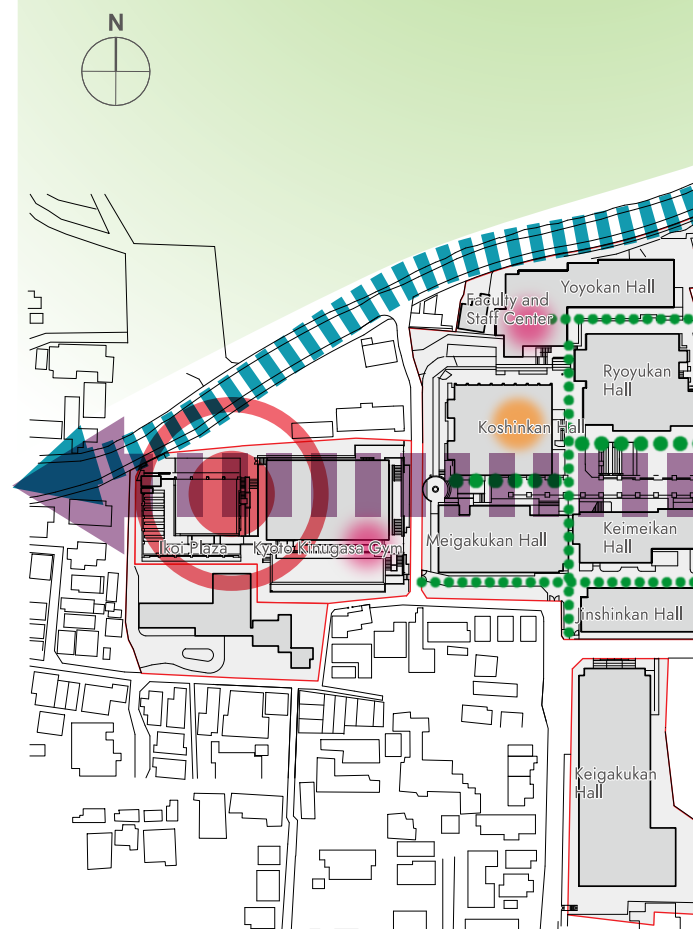 N
Yoyokan Hall
Faculty and
Staff Center
Ryoyukan
Hall
Koshinkan Hall
Ikoi Plaza
Kyoto Kinugasa Gym
Meigakukan Hall
Keimeikan
Hall
Jinshinkan Hall
Keigakukan
Hall